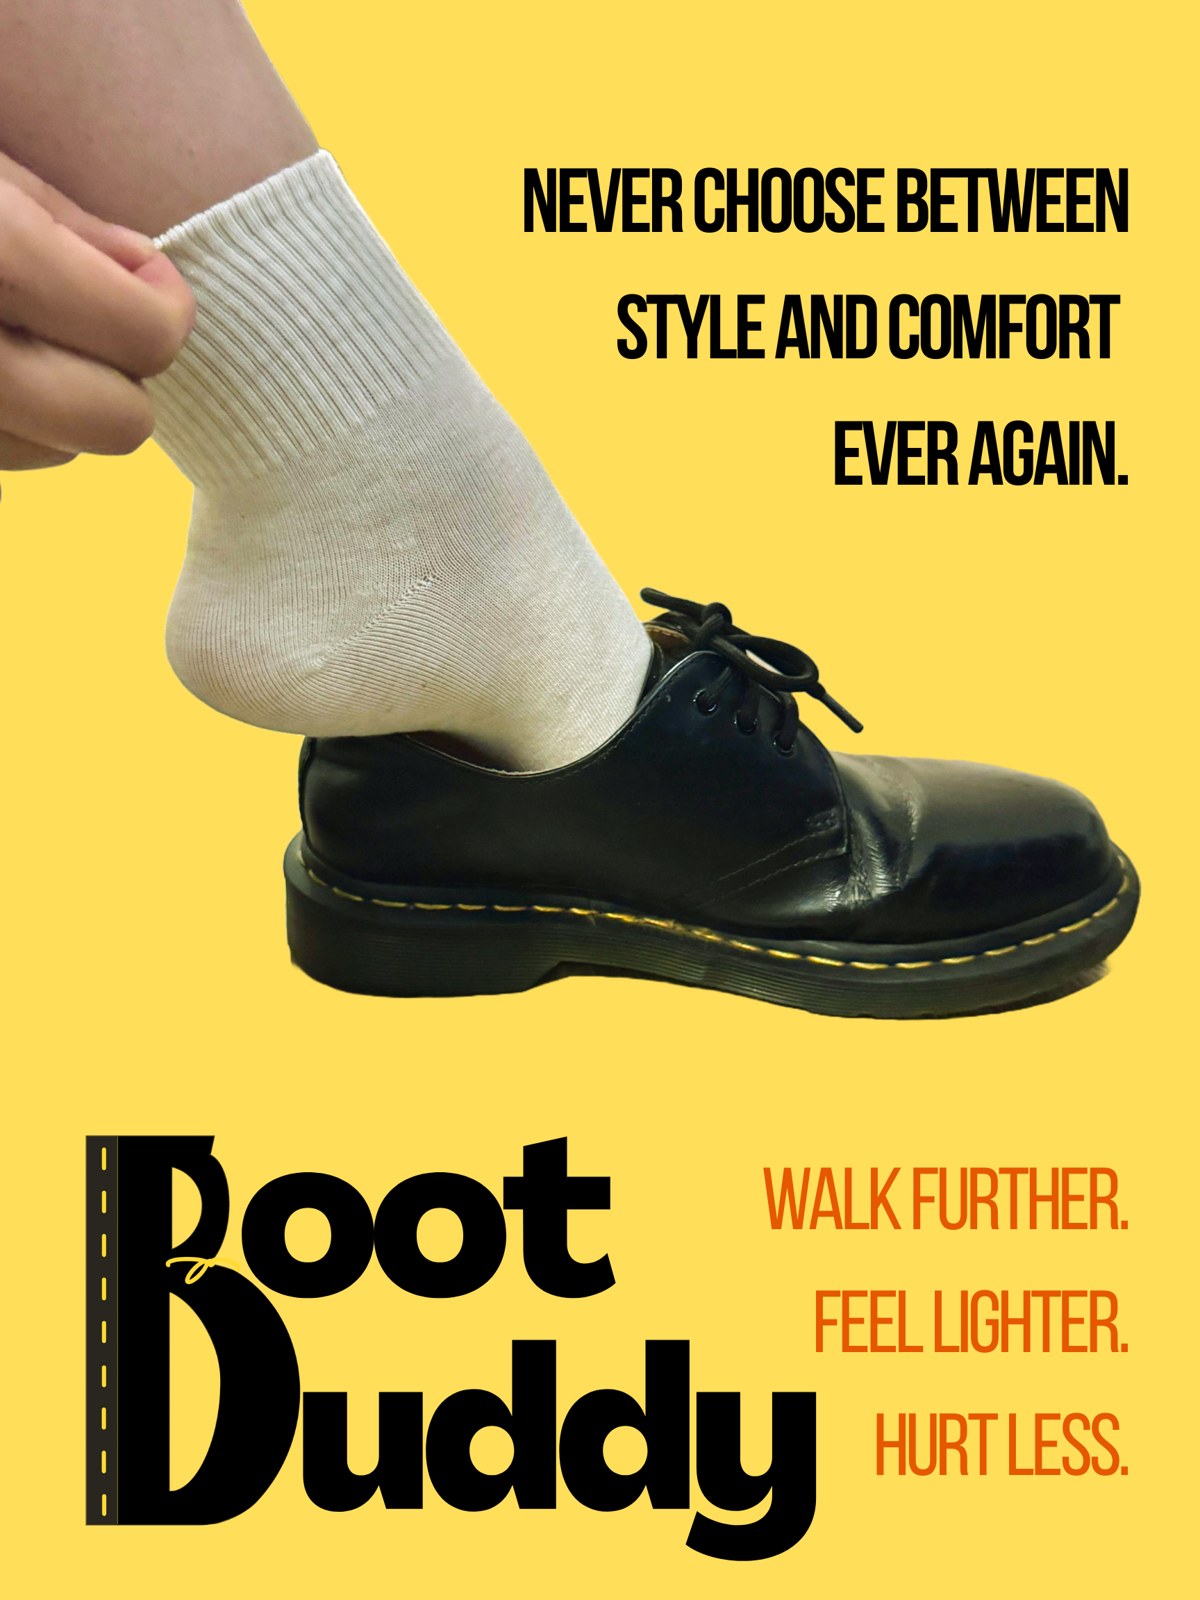 NEVER CHOOSE BETWEEN
STYLE AND COMFORT
EVER AGAIN.
Boot
Buddy
WALK FURTHER.
FEEL LIGHTER.
HURT LESS.